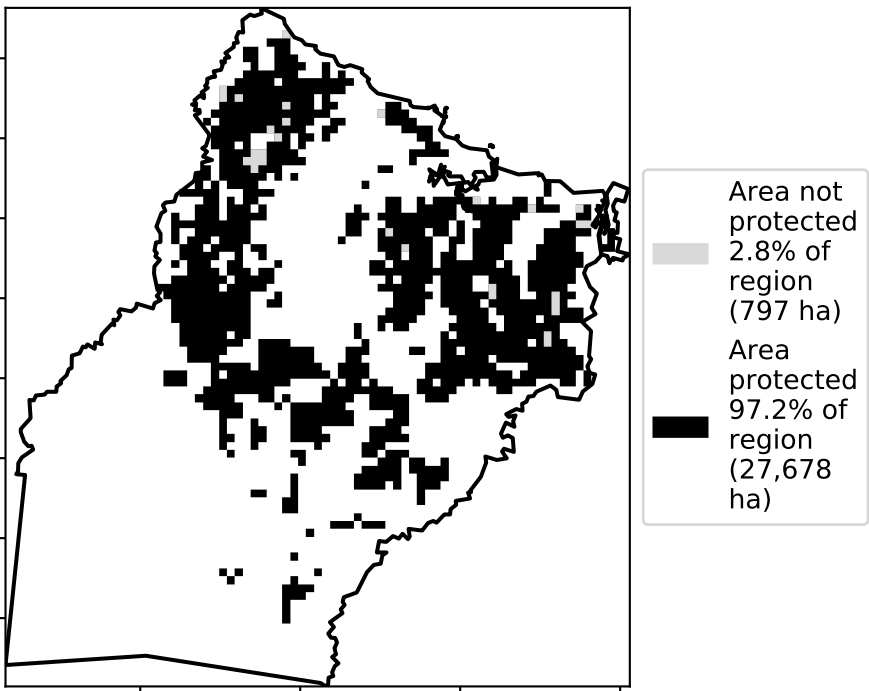 Area not
protected
2.8% of
region
(797 ha)
Area
protected
97.2% of
region
(27,678
ha)